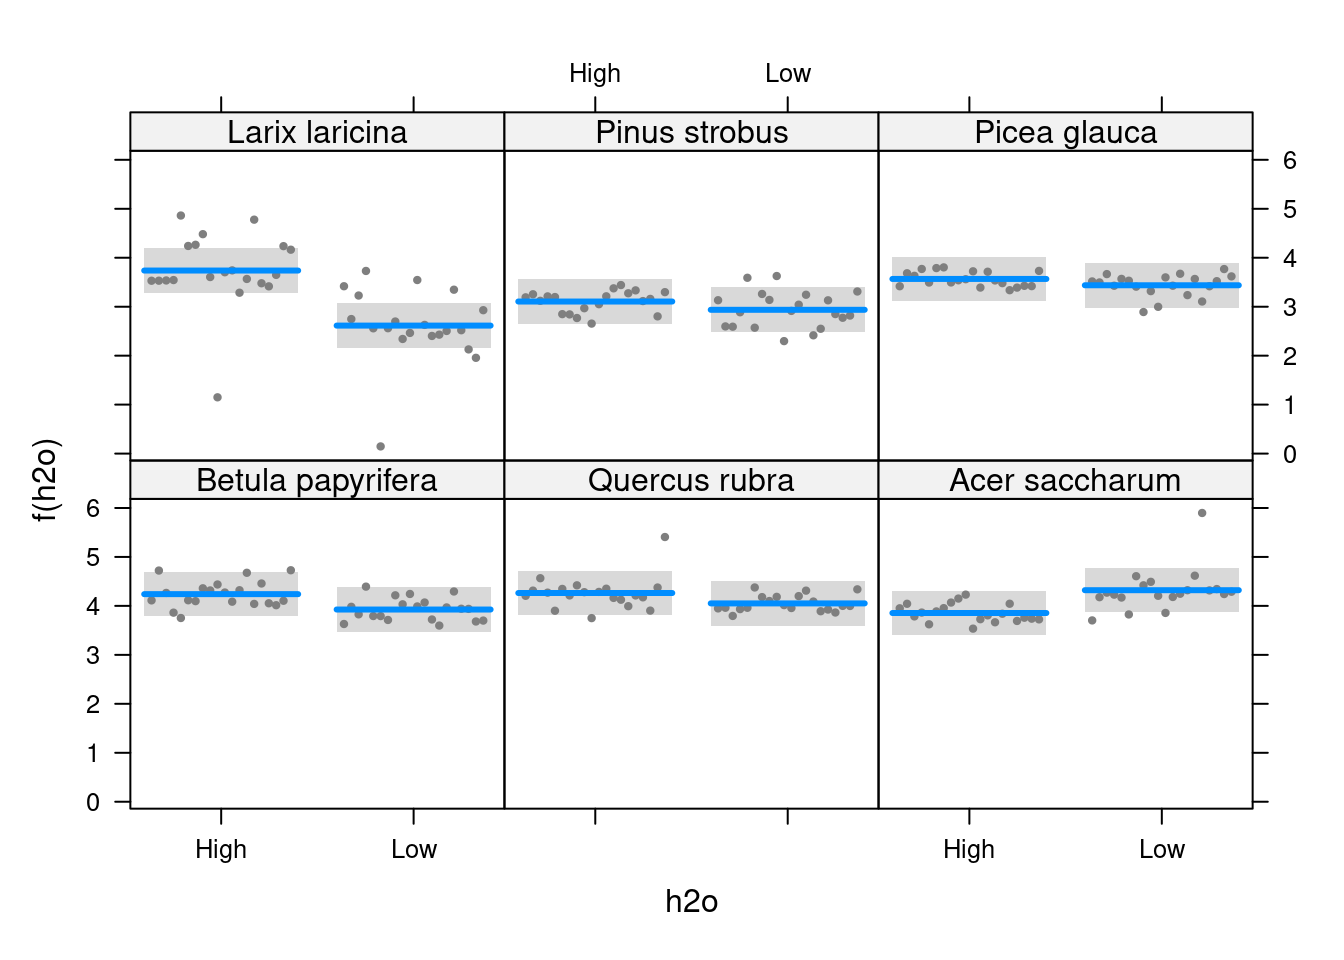 High Low
Larix laricina Pinus strobus Picea glauca
6
5
4
3
2
1
0
f(h2o)
Betula papyrifera Quercus rubra Acer saccharum
6
5
4
3
2
1
0
High Low High Low
h2o